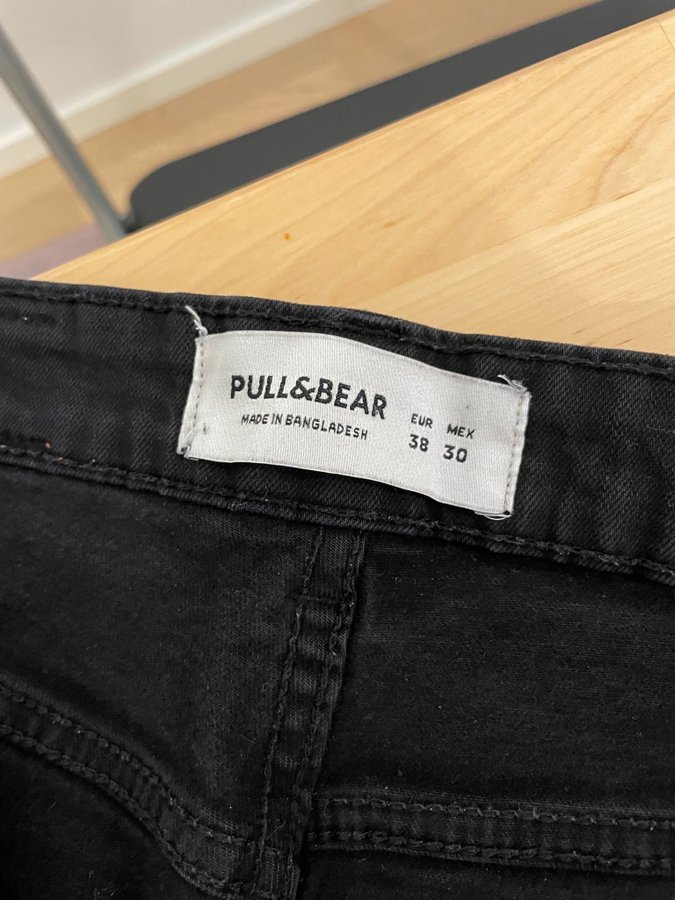 PULL&BEAR
MADE IN BANGLADESH
EUR MEX
38 30